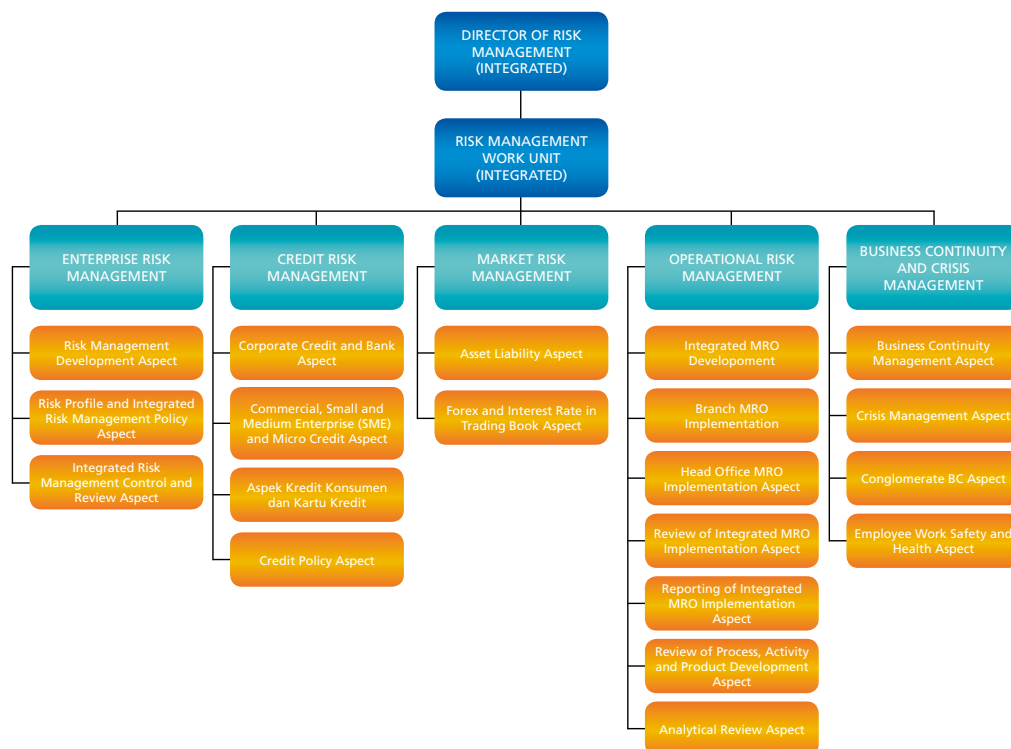 DIRECTOR OF RISK
MANAGEMENT
(INTEGRATED)
RISK MANAGEMENT
WORK UNIT
(INTEGRATED)
ENTERPRISE RISK
MANAGEMENT
Risk Management
Development Aspect
Risk Profile and Integrated
Risk Management Policy
Aspect
Integrated Risk
Management Control and
Review Aspect
CREDIT RISK
MANAGEMENT
Corporate Credit and Bank
Aspect
Commercial, Small and
Medium Enterprise (SME)
and Micro Credit Aspect
Aspek Kredit Konsumen
dan Kartu Kredit
Credit Policy Aspect
MARKET RISK
MANAGEMENT
Asset Liability Aspect
Forex and Interest Rate in
Trading Book Aspect
OPERATIONAL RISK
MANAGEMENT
Integrated MRO
Develoopment
Branch MRO
Implementation
Head Office MRO
Implementation Aspect
Review of Integrated MRO
Implementation Aspect
Reporting of Integrated
MRO Implementation
Aspect
Review of Process, Activity
and Product Development
Aspect
Analytical Review Aspect
BUSINESS CONTINUITY
AND CRISIS
MANAGEMENT
Business Continuity
Management Aspect
Crisis Management Aspect
Conglomerate BC Aspect
Employee Work Safety and
Health Aspect